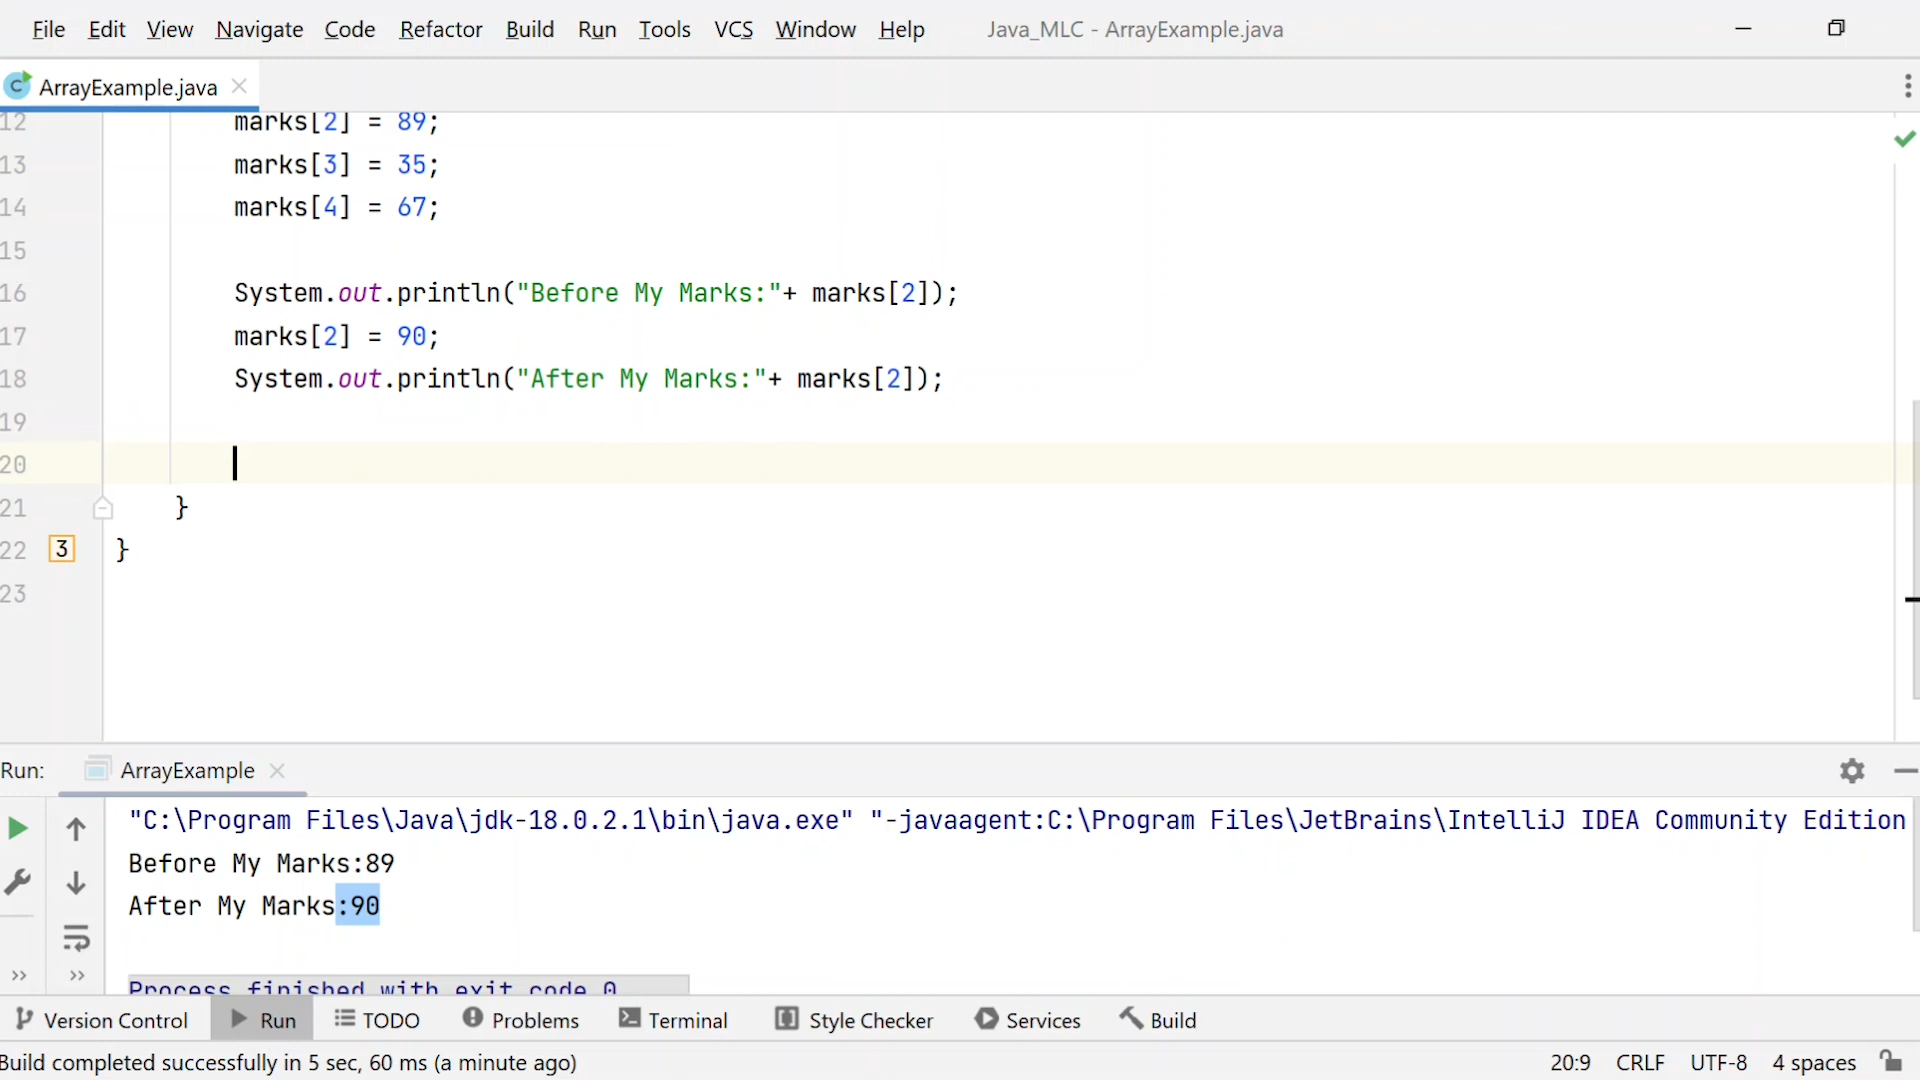 File Edit View Navigate Code Refactor Build Run Tools VCS Window Help Java_MLC - ArrayExample.java
ArrayExample.java
12 marks[2] = 89;
13 marks[3] = 35;
14 marks[4] = 67;
15
16 System.out.println("Before My Marks:"+ marks[2]);
17 marks[2] = 90;
18 System.out.println("After My Marks:"+ marks[2]);
19
20
21 }
22 3 }
23
Run: ArrayExample
"C:\Program Files\Java\jdk-18.0.2.1\bin\java.exe" "-javaagent:C:\Program Files\JetBrains\IntelliJ IDEA Community Edition
Before My Marks:89
After My Marks:90
Process finished with exit code 0
Version Control Run TODO Problems Terminal Style Checker Services Build
Build completed successfully in 5 sec, 60 ms (a minute ago) 20:9 CRLF UTF-8 4 spaces